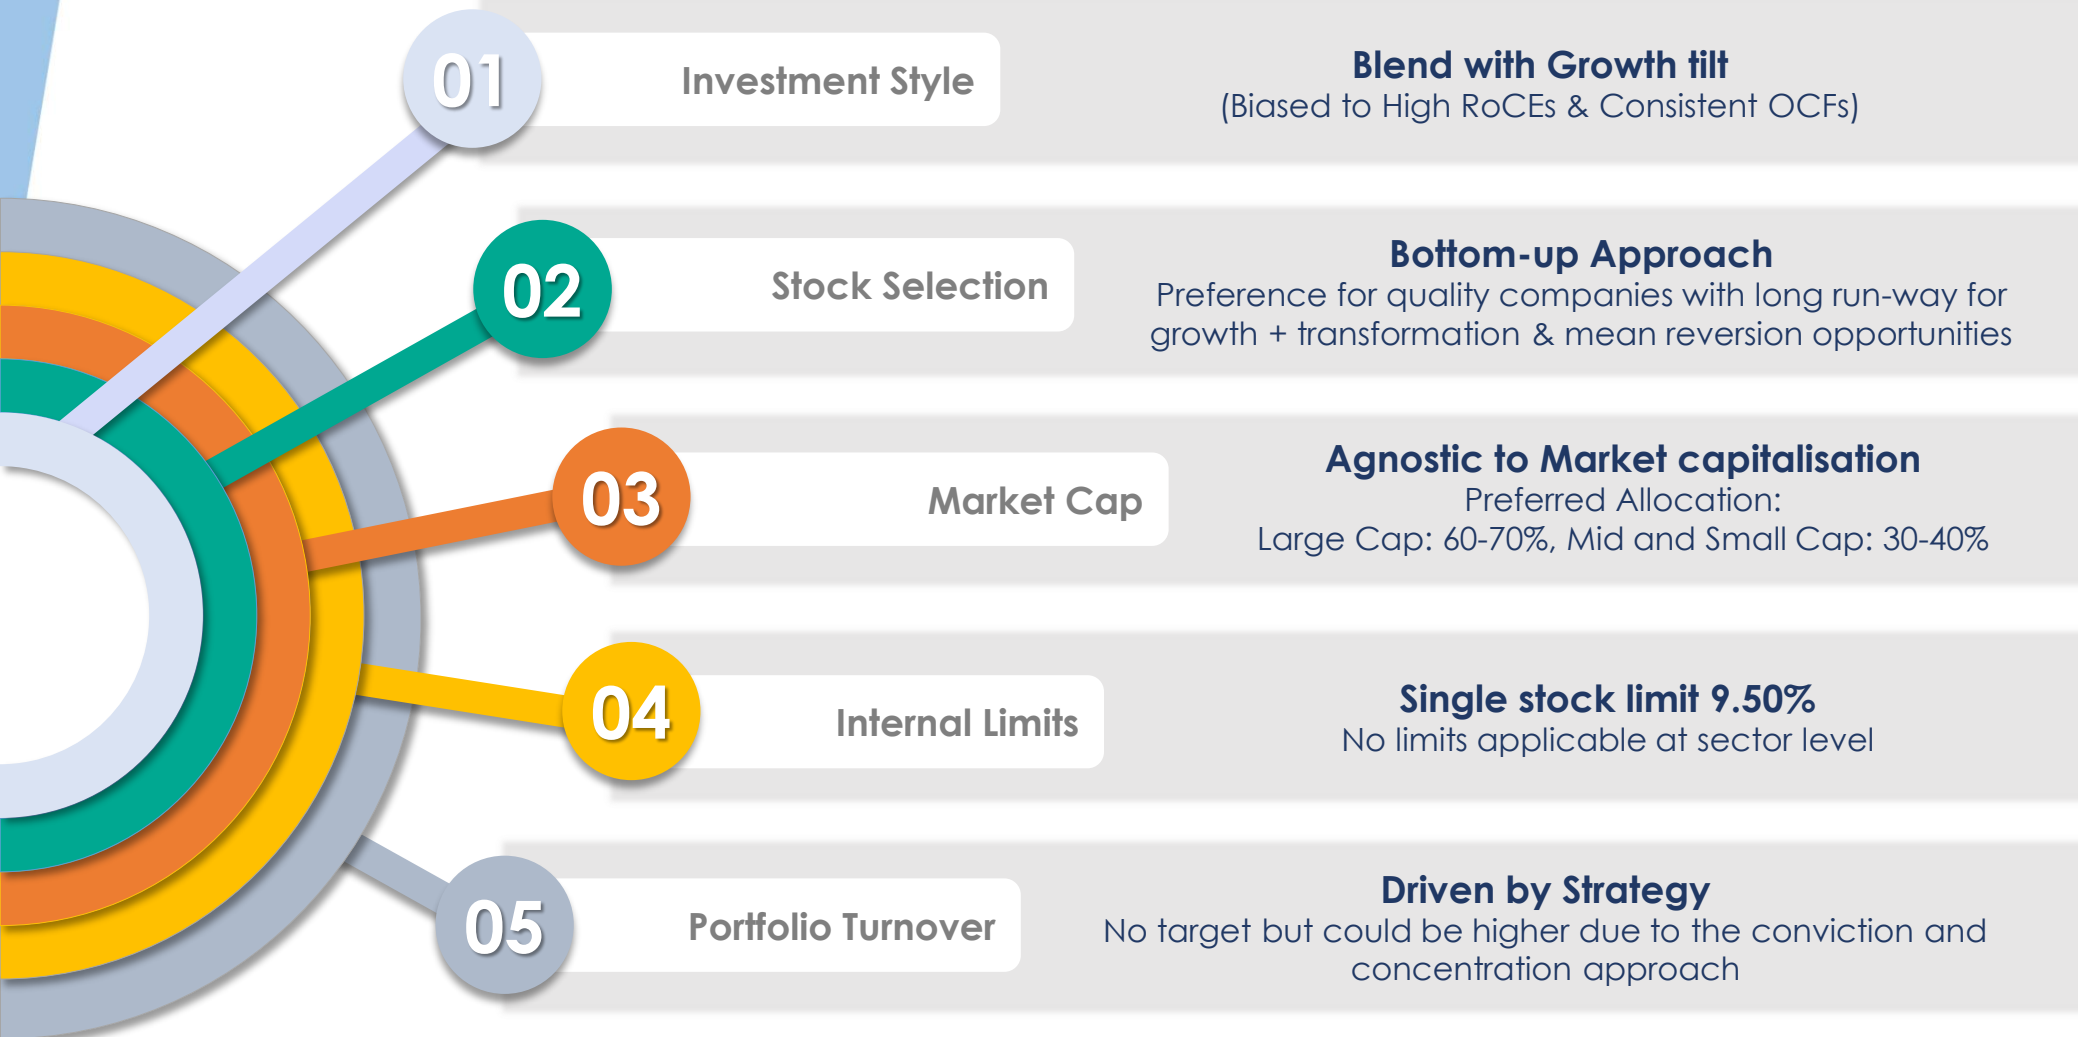 01
Investment Style
Blend with Growth tilt
(Biased to High RoCEs & Consistent OCFs)
02
Stock Selection
Bottom-up Approach
Preference for quality companies with long run-way for
growth + transformation & mean reversion opportunities
03
Market Cap
Agnostic to Market capitalisation
Preferred Allocation:
Large Cap: 60-70%, Mid and Small Cap: 30-40%
04
Internal Limits
Single stock limit 9.50%
No limits applicable at sector level
05
Portfolio Turnover
Driven by Strategy
No target but could be higher due to the conviction and
concentration approach